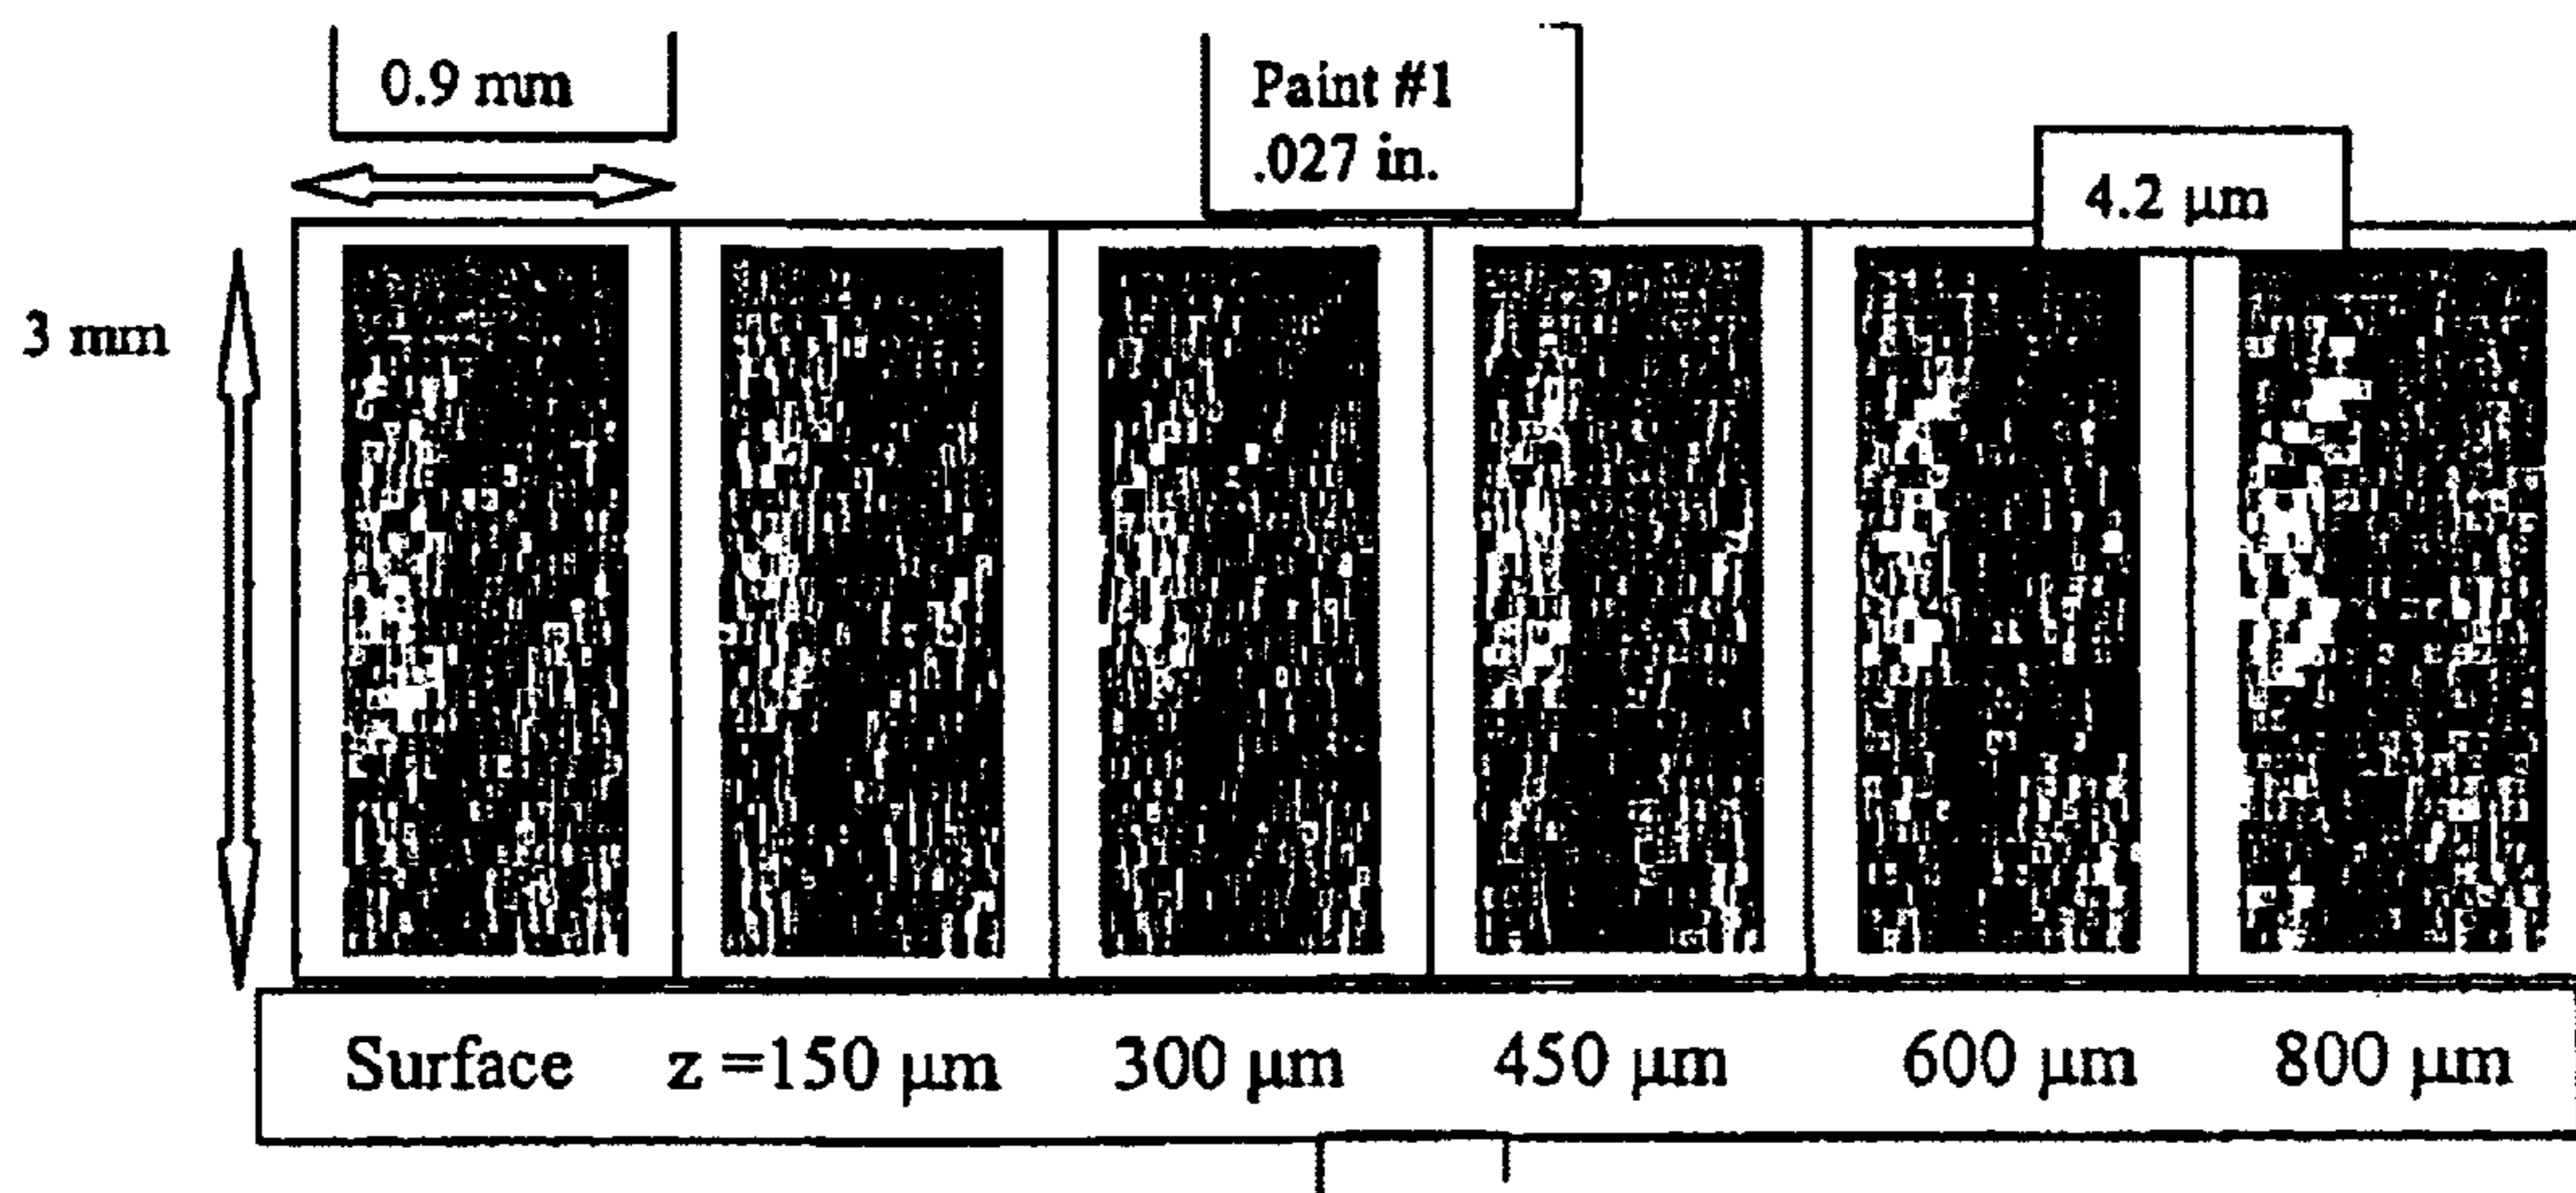 0.9 mm
Paint #1
.027 in.
4.2 μm
3 mm
Surface z =150 μm 300 μm 450 μm 600 μm 800 μm